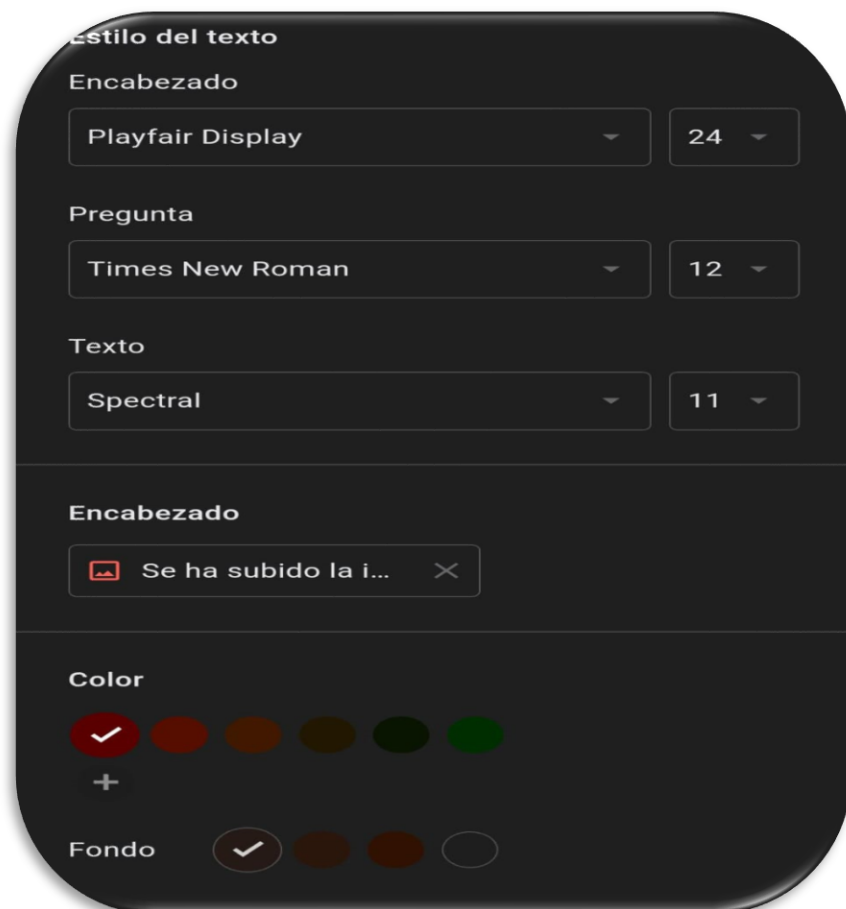 Estilo del texto
Encabezado
Playfair Display 24
Pregunta
Times New Roman 12
Texto
Spectral 11
Encabezado
Se ha subido la i...
Color
Fondo